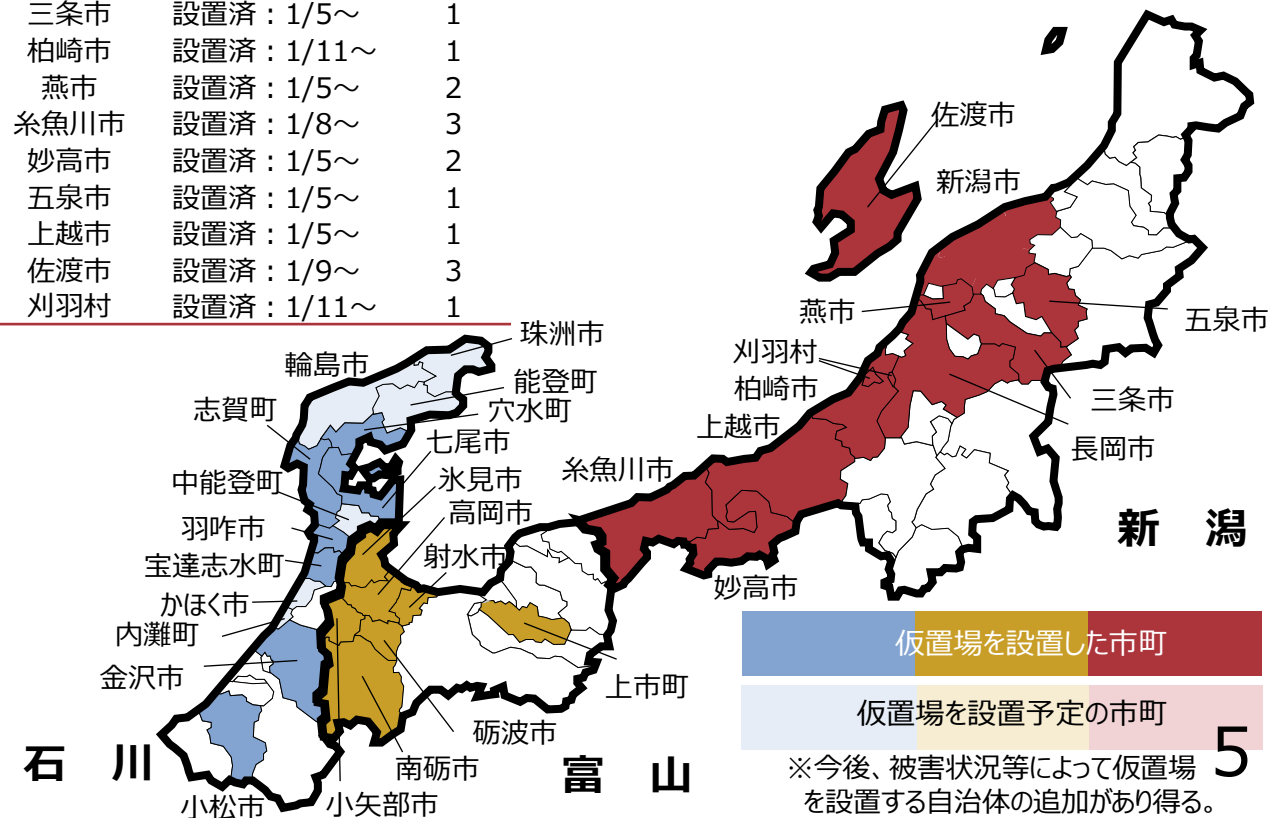 三条市 設置済：1/5～ 1
柏崎市 設置済：1/11～ 1
燕市 設置済：1/5～ 2
糸魚川市 設置済：1/8～ 3
妙高市 設置済：1/5～ 2
五泉市 設置済：1/5～ 1
上越市 設置済：1/5～ 1
佐渡市 設置済：1/9～ 3
刈羽村 設置済：1/11～ 1
佐渡市
新潟市
燕市
五泉市
刈羽村
柏崎市
三条市
上越市
長岡市
糸魚川市
妙高市
新 潟
珠洲市
輪島市
能登町
志賀町
穴水町
七尾市
中能登町
氷見市
高岡市
羽咋市
射水市
宝達志水町
かほく市
内灘町
金沢市
上市町
砺波市
南砺市
小矢部市
小松市
石 川
富 山
仮置場を設置した市町
仮置場を設置予定の市町
※今後、被害状況等によって仮置場
を設置する自治体の追加があり得る。
5